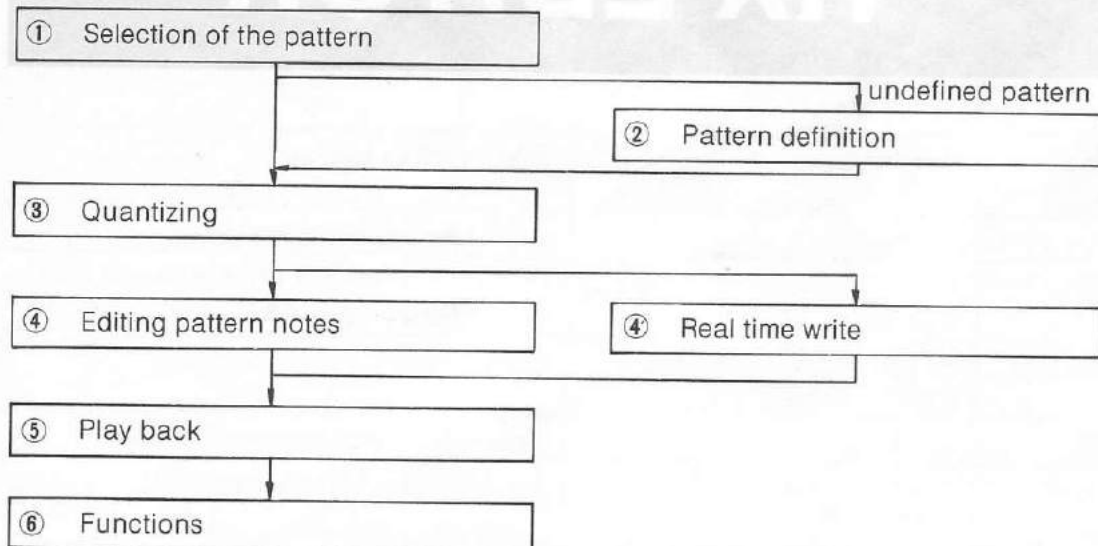 ① Selection of the pattern
undefined pattern
② Pattern definition
③ Quantizing
④ Editing pattern notes
④' Real time write
⑤ Play back
⑥ Functions